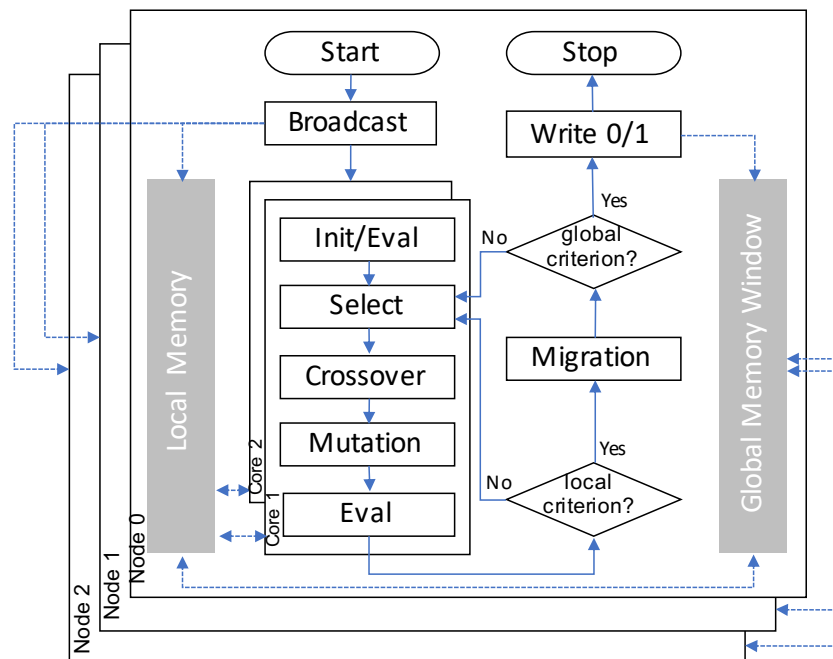 Start
Stop
Broadcast
Write 0/1
Yes
Init/Eval
No
global
criterion?
Select
Local Memory
Global Memory Window
Crossover
Migration
Mutation
Yes
Core 2
No
local
criterion?
Eval
Core 1
Node 0
Node 1
Node 2